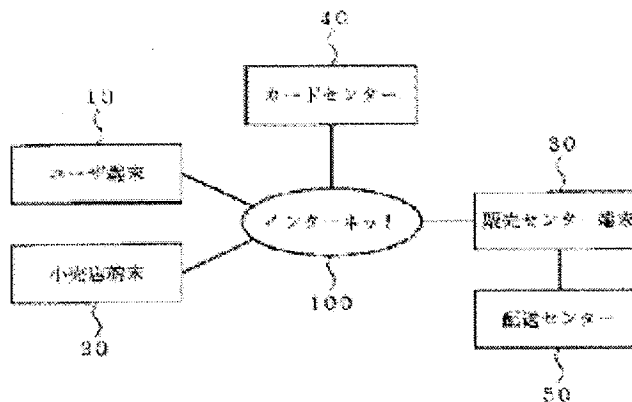 40
カードセンター
10
ユーザ端末
30
インターネット
販売センター端末
小売店端末
100
20
配送センター
50